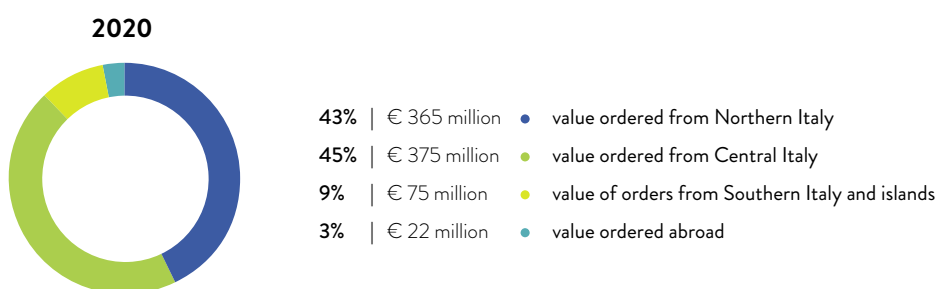 2020
43% | € 365 million • value ordered from Northern Italy
45% | € 375 million • value ordered from Central Italy
9% | € 75 million • value of orders from Southern Italy and islands
3% | € 22 million • value ordered abroad